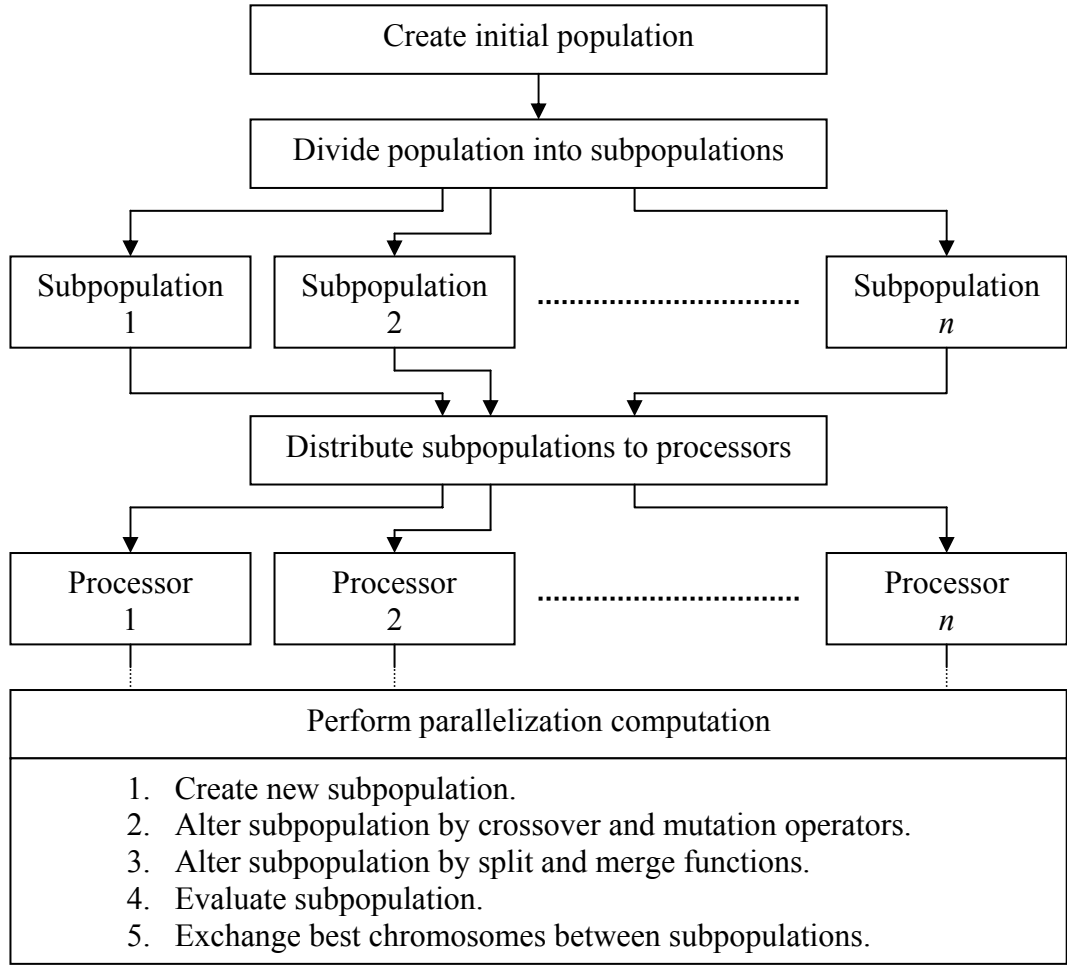 Create initial population
Divide population into subpopulations
Subpopulation 1
Subpopulation 2
Subpopulation n
Distribute subpopulations to processors
Processor 1
Processor 2
Processor n
Perform parallelization computation
1. Create new subpopulation.
2. Alter subpopulation by crossover and mutation operators.
3. Alter subpopulation by split and merge functions.
4. Evaluate subpopulation.
5. Exchange best chromosomes between subpopulations.